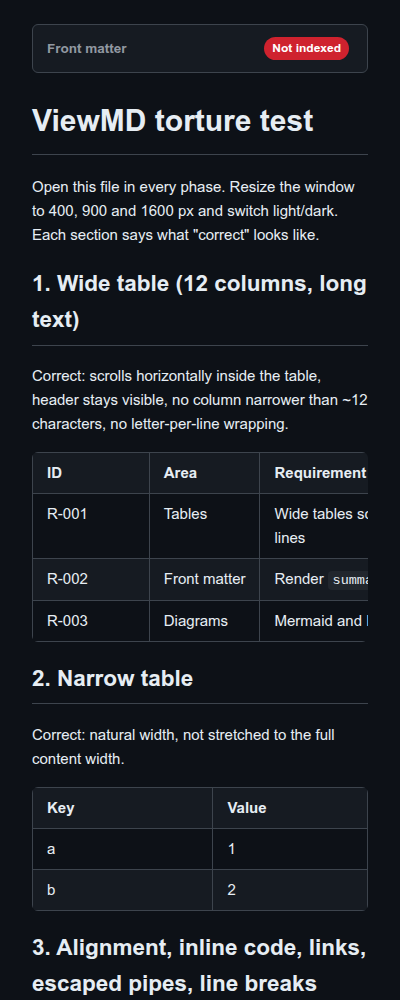 Front matter
Not indexed
ViewMD torture test
Open this file in every phase. Resize the window
to 400, 900 and 1600 px and switch light/dark.
Each section says what "correct" looks like.
1. Wide table (12 columns, long
text)
Correct: scrolls horizontally inside the table,
header stays visible, no column narrower than ~12
characters, no letter-per-line wrapping.
ID Area Requirement
R-001 Tables Wide tables
lines
R-002 Front matter Render
R-003 Diagrams Mermaid and
2. Narrow table
Correct: natural width, not stretched to the full
content width.
Key Value
a 1
b 2
3. Alignment, inline code, links,
escaped pipes, line breaks